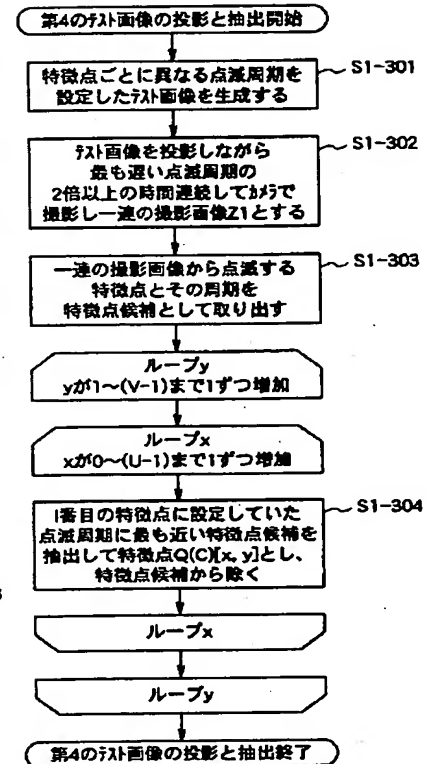 第4のテスト画像の投影と抽出開始
特徴点ごとに異なる点滅周期を
設定したテスト画像を生成する
S1-301
テスト画像を投影しながら
最も遅い点滅周期の
2倍以上の時間連続してカメラで
撮影し一連の撮影画像Z1とする
S1-302
一連の撮影画像から点滅する
特徴点とその周期を
特徴点候補として取り出す
S1-303
ループy
yが1〜(V-1)まで1ずつ増加
ループx
xが0〜(U-1)まで1ずつ増加
I番目の特徴点に設定していた
点滅周期に最も近い特徴点候補を
抽出して特徴点Q(C)[x, y]とし、
特徴点候補から除く
S1-304
ループx
ループy
第4のテスト画像の投影と抽出終了